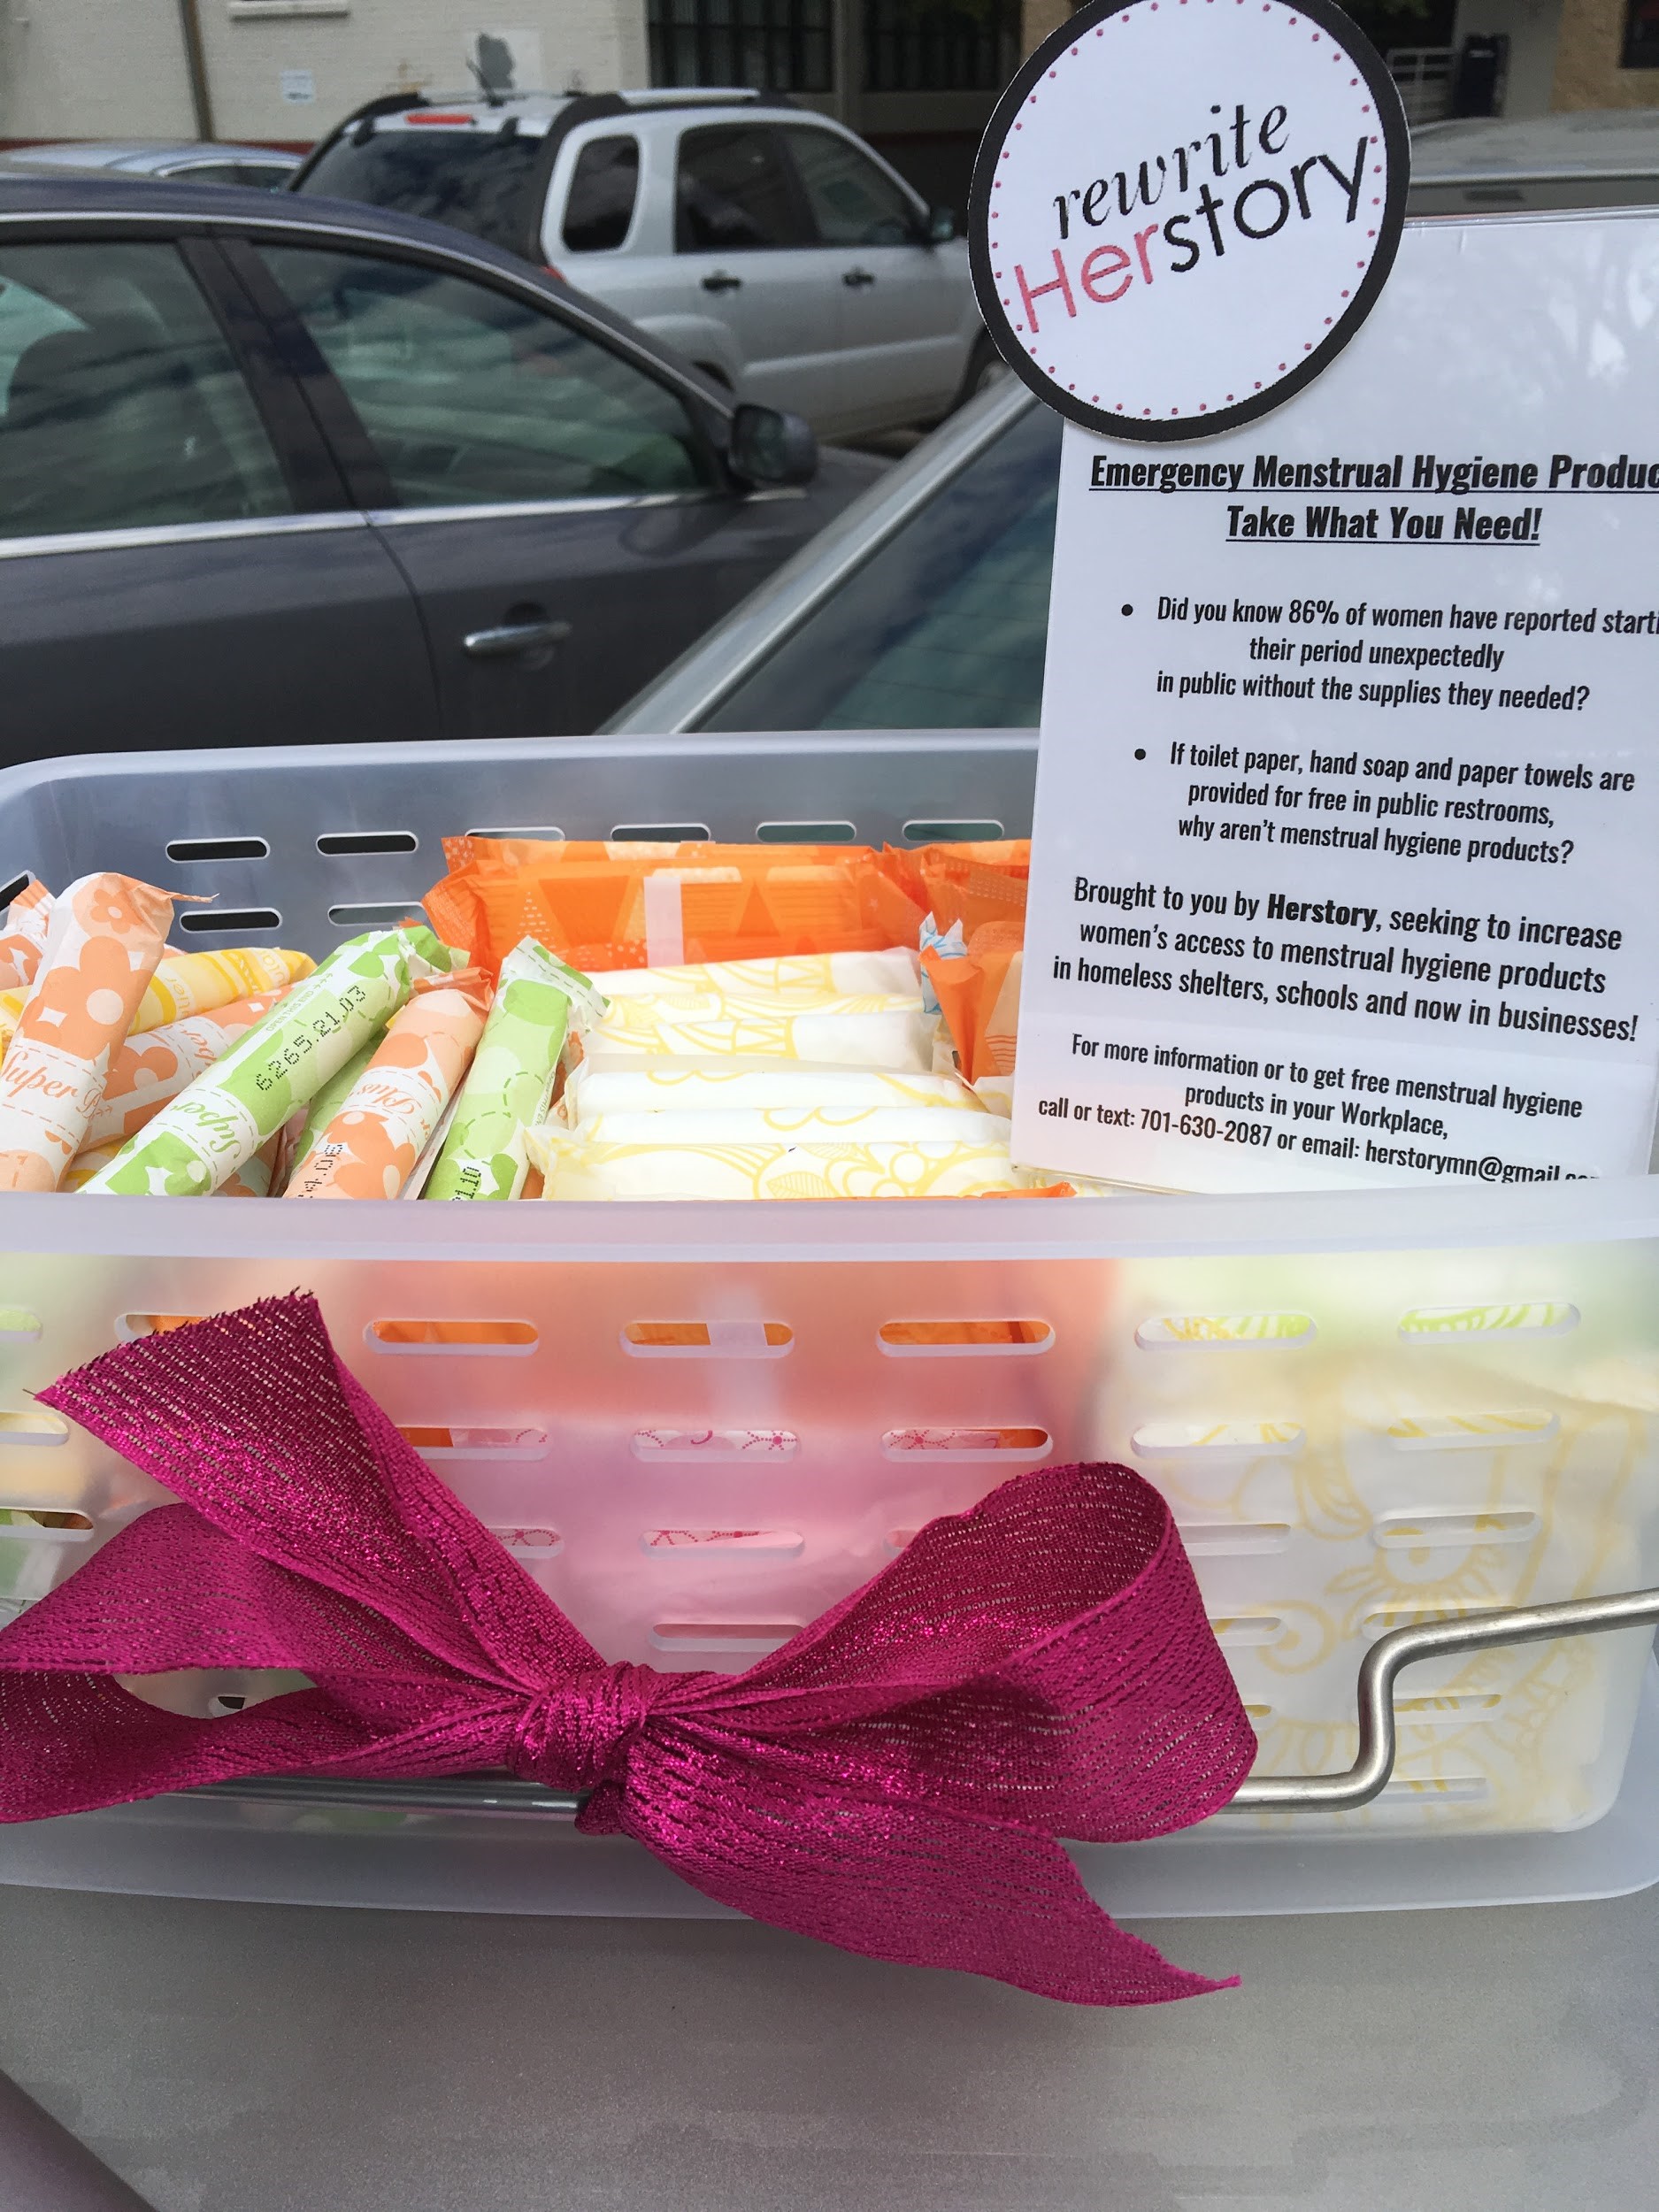 rewrite
Herstory
Emergency Menstrual Hygiene Produc
Take What You Need!
• Did you know 86% of women have reported starti
their period unexpectedly
in public without the supplies they needed?
• If toilet paper, hand soap and paper towels are
provided for free in public restrooms,
why aren't menstrual hygiene products?
Brought to you by Herstory, seeking to increase
women's access to menstrual hygiene products
in homeless shelters, schools and now in businesses!
For more information or to get free menstrual hygiene
products in your Workplace,
call or text: 701-630-2087 or email: herstorymn@gmail
Super
6265.21.03
Super
Plus